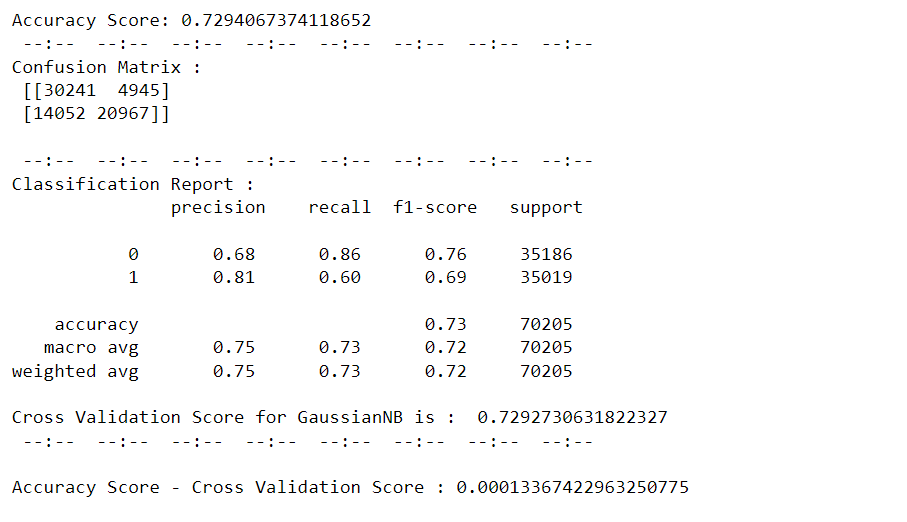 Accuracy Score: 0.7294067374118652
--:-- --:-- --:-- --:-- --:-- --:-- --:-- --:--
Confusion Matrix :
[[30241  4945]
[14052 20967]]
--:-- --:-- --:-- --:-- --:-- --:-- --:-- --:--
Classification Report :
precision recall f1-score support
0 0.68 0.86 0.76 35186
1 0.81 0.60 0.69 35019
accuracy 0.73 70205
macro avg 0.75 0.73 0.72 70205
weighted avg 0.75 0.73 0.72 70205
Cross Validation Score for GaussianNB is :  0.7292730631822327
--:-- --:-- --:-- --:-- --:-- --:-- --:-- --:--
Accuracy Score - Cross Validation Score : 0.00013367422963250775